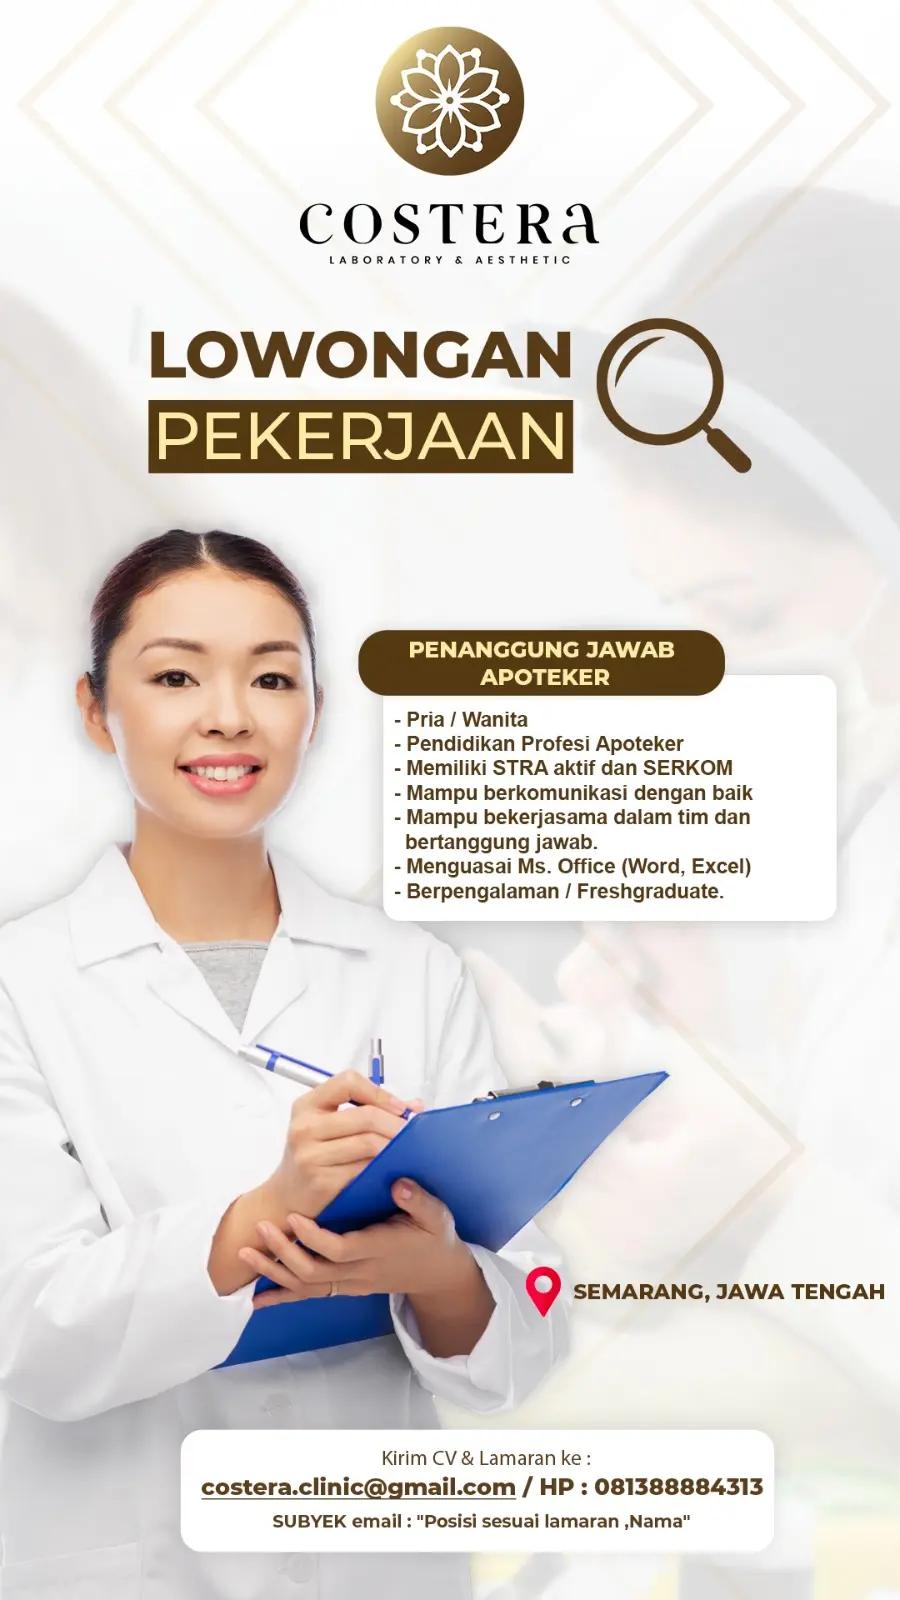 COSTERA
LABORATORY & AESTHETIC
LOWONGAN
PEKERJAAN
PENANGGUNG JAWAB
APOTEKER
- Pria / Wanita
- Pendidikan Profesi Apoteker
- Memiliki STRA aktif dan SERKOM
- Mampu berkomunikasi dengan baik
- Mampu bekerjasama dalam tim dan
bertanggung jawab.
- Menguasai Ms. Office (Word, Excel)
- Berpengalaman / Freshgraduate.
SEMARANG, JAWA TENGAH
Kirim CV & Lamaran ke :
costera.clinic@gmail.com / HP : 081388884313
SUBYEK email : "Posisi sesuai lamaran ,Nama"